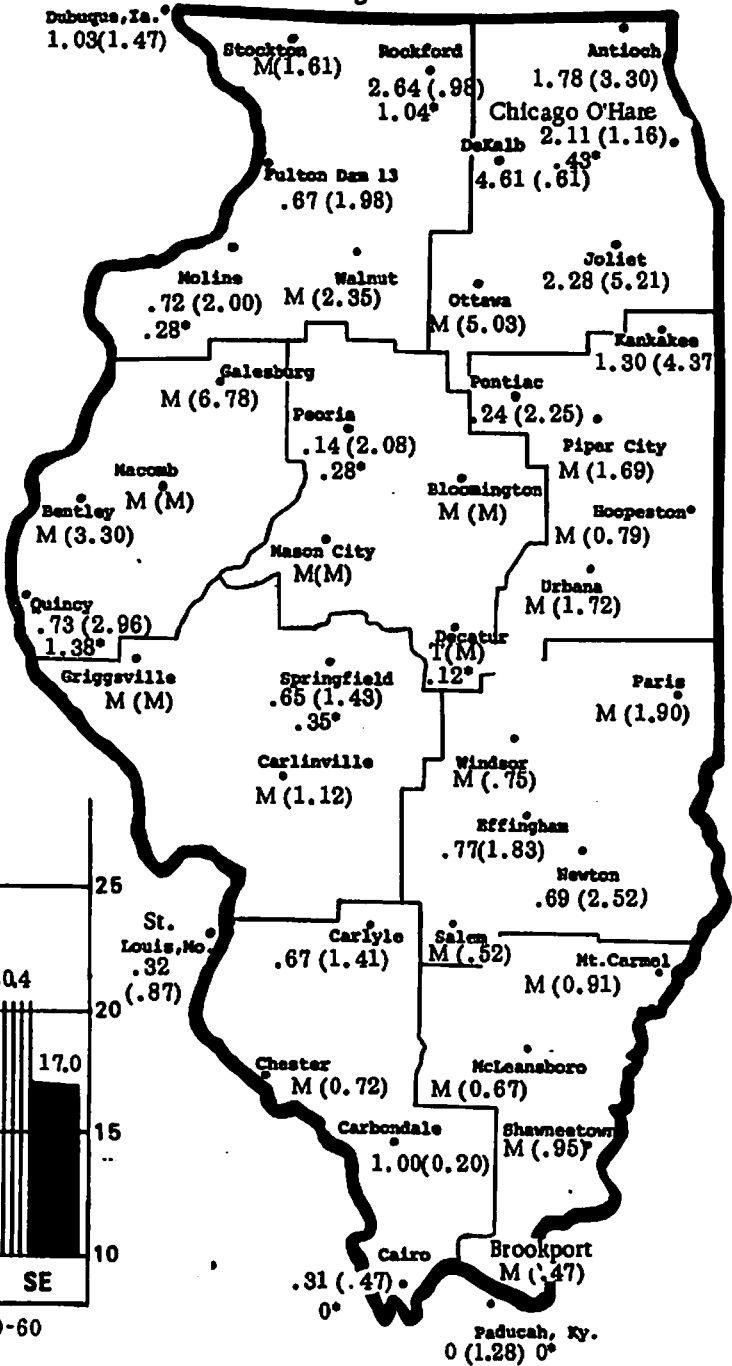 Dubuque,Ia.
1.03(1.47)
Stockton
M(1.61)
Rockford
2.64 (.98)
1.04*
Antioch
1.78 (3.30)
Chicago O'Hare
2.11 (1.16)
.43*
DeKalb
4.61 (.61)
Fulton Dam 13
.67 (1.98)
Moline
.72 (2.00)
.28*
Walnut
M (2.35)
Ottawa
M (5.03)
Joliet
2.28 (5.21)
Kankakee
1.30 (4.37
Galesburg
M (6.78)
Peoria
.14 (2.08)
.28*
Pontiac
.24 (2.25)
Piper City
M (1.69)
Macomb
M (M)
Bentley
M (3.30)
Bloomington
M (M)
Hoopeston
M (0.79)
Mason City
M(M)
Urbana
M (1.72)
Quincy
.73 (2.96)
1.38*
Griggsville
M (M)
Decatur
T(M)
.12*
Springfield
.65 (1.43)
.35*
Paris
M (1.90)
Carlinville
M (1.12)
Windsor
M (.75)
Effingham
.77(1.83)
Newton
.69 (2.52)
St.
Louis,Mo.
.32
(.87)
Carlyle
.67 (1.41)
Salem
M (.52)
Mt.Carmel
M (0.91)
Chester
M (0.72)
McLeansboro
M (0.67)
Carbondale
1.00(0.20)
Shawneetown
M (.95)
Cairo
.31 (.47)
0*
Brookport
M (.47)
Paducah, Ky.
0 (1.28) 0*
25
20
15
10
0.4
17.0
SE
-60